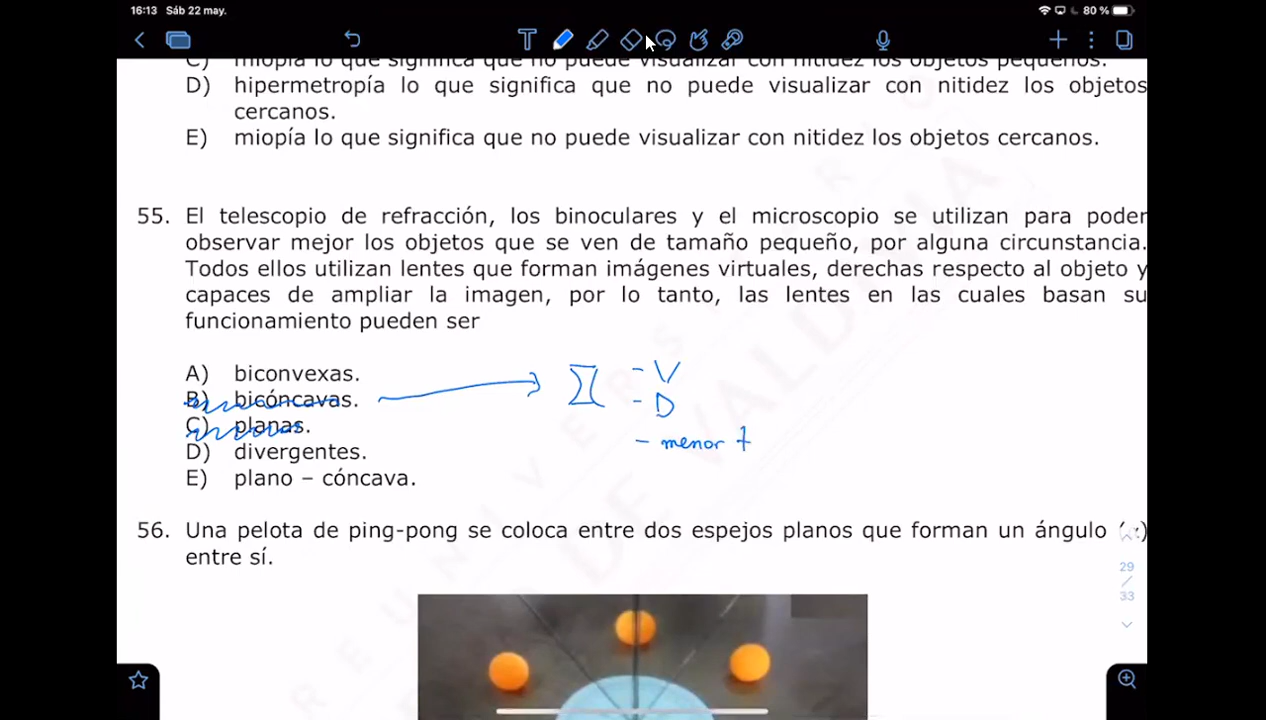 16:13 Sáb 22 may.
80 %
C) miopía lo que significa que no puede visualizar con nitidez los objetos pequeños.
D) hipermetropía lo que significa que no puede visualizar con nitidez los objetos
cercanos.
E) miopía lo que significa que no puede visualizar con nitidez los objetos cercanos.
55. El telescopio de refracción, los binoculares y el microscopio se utilizan para poder
observar mejor los objetos que se ven de tamaño pequeño, por alguna circunstancia.
Todos ellos utilizan lentes que forman imágenes virtuales, derechas respecto al objeto y
capaces de ampliar la imagen, por lo tanto, las lentes en las cuales basan su
funcionamiento pueden ser
A) biconvexas.
B) bicóncavas.
C) planas.
D) divergentes.
E) plano – cóncava.
- V
- D
- menor t
56. Una pelota de ping-pong se coloca entre dos espejos planos que forman un ángulo
entre sí.
29
/
33